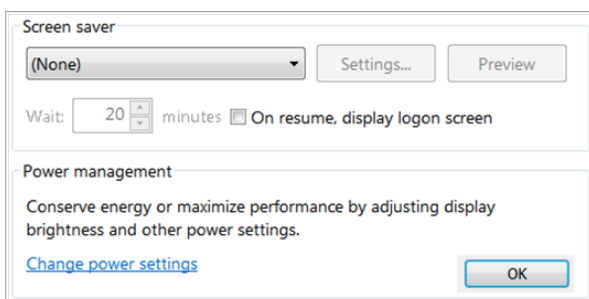 Screen saver
(None) Settings... Preview
Wait: 20 minutes On resume, display logon screen
Power management
Conserve energy or maximize performance by adjusting display
brightness and other power settings.
Change power settings
OK